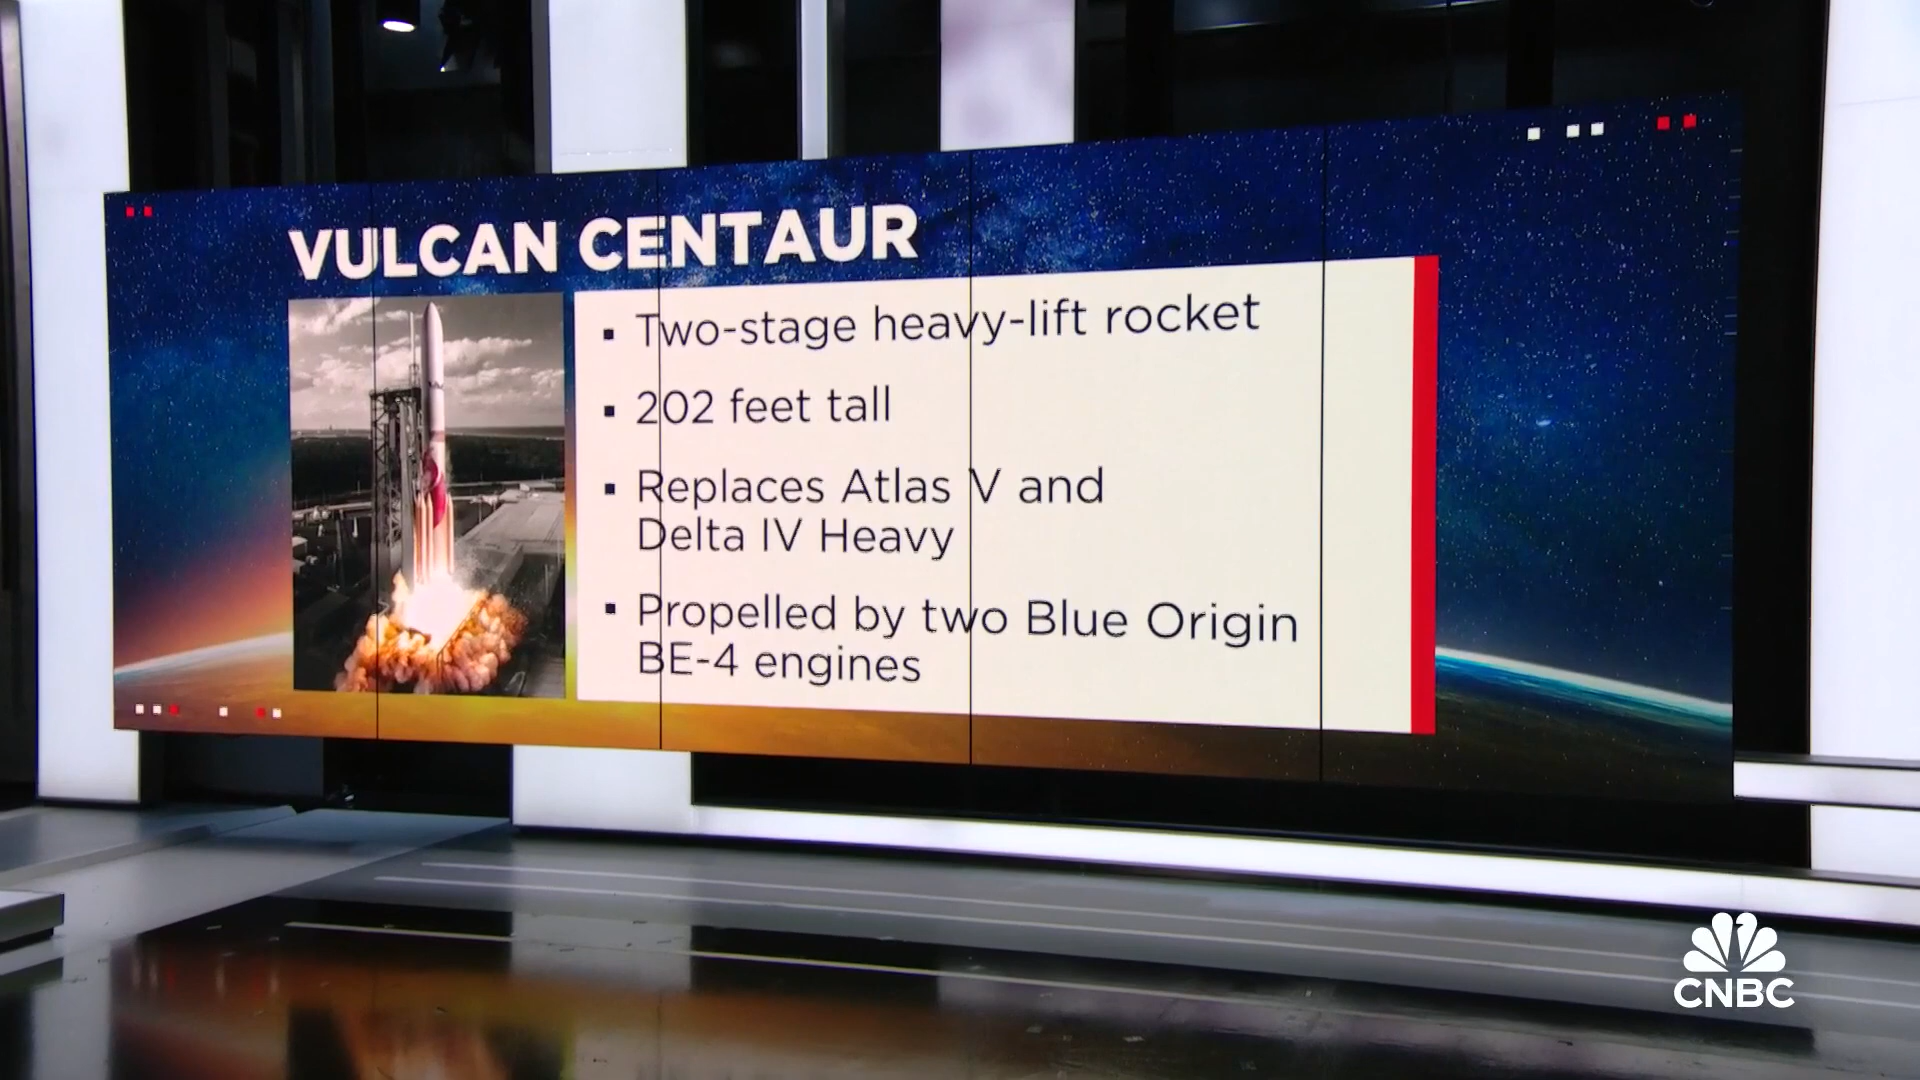 VULCAN CENTAUR
▪ Two-stage heavy-lift rocket
▪ 202 feet tall
▪ Replaces Atlas V and
Delta IV Heavy
▪ Propelled by two Blue Origin
BE-4 engines
CNBC